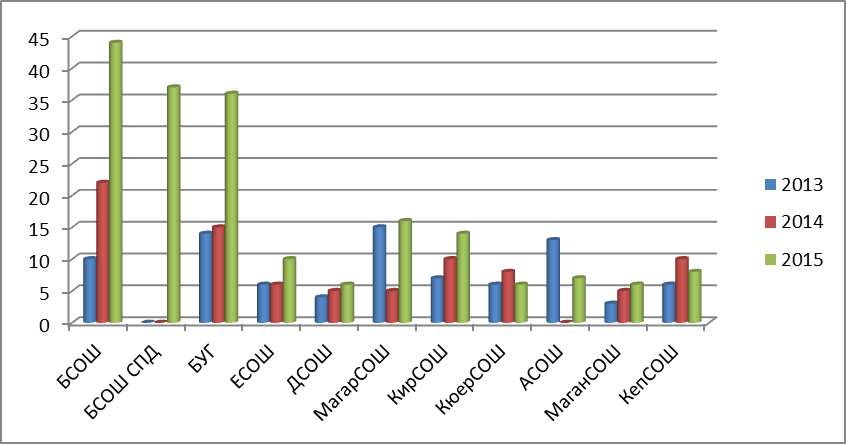 45
40
35
30
25
20
15
10
5
0
БСОШ
БСОШ СПД
БУГ
ЕСОШ
ДСОШ
МагарСОШ
КирСОШ
КюерСОШ
АСОШ
МаганСОШ
КепСОШ
2013
2014
2015